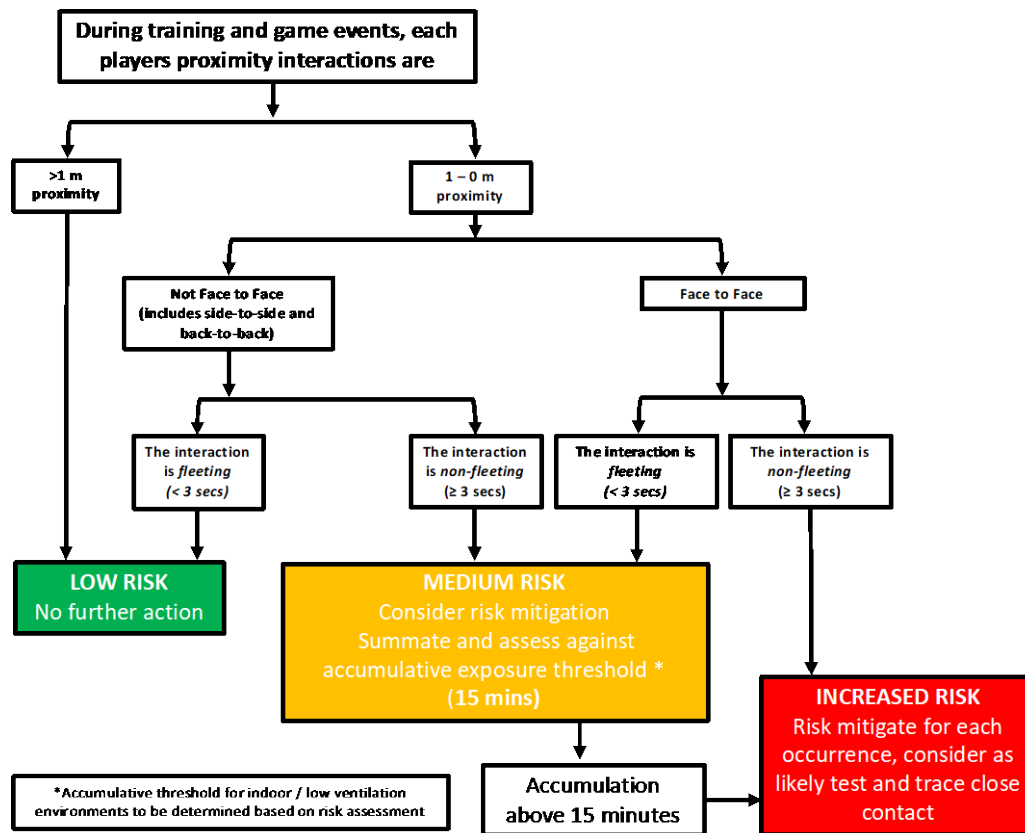 During training and game events, each
players proximity interactions are
>1 m
proximity
1 – 0 m
proximity
Not Face to Face
(includes side-to-side and
back-to-back)
Face to Face
The interaction
is fleeting
(< 3 secs)
The interaction
is non-fleeting
(≥ 3 secs)
The interaction is
fleeting
(< 3 secs)
The interaction is
non-fleeting
(≥ 3 secs)
LOW RISK
No further action
MEDIUM RISK
Consider risk mitigation
Summate and assess against
accumulative exposure threshold *
(15 mins)
INCREASED RISK
Risk mitigate for each
occurrence, consider as
likely test and trace close
contact
*Accumulative threshold for indoor / low ventilation
environments to be determined based on risk assessment
Accumulation
above 15 minutes